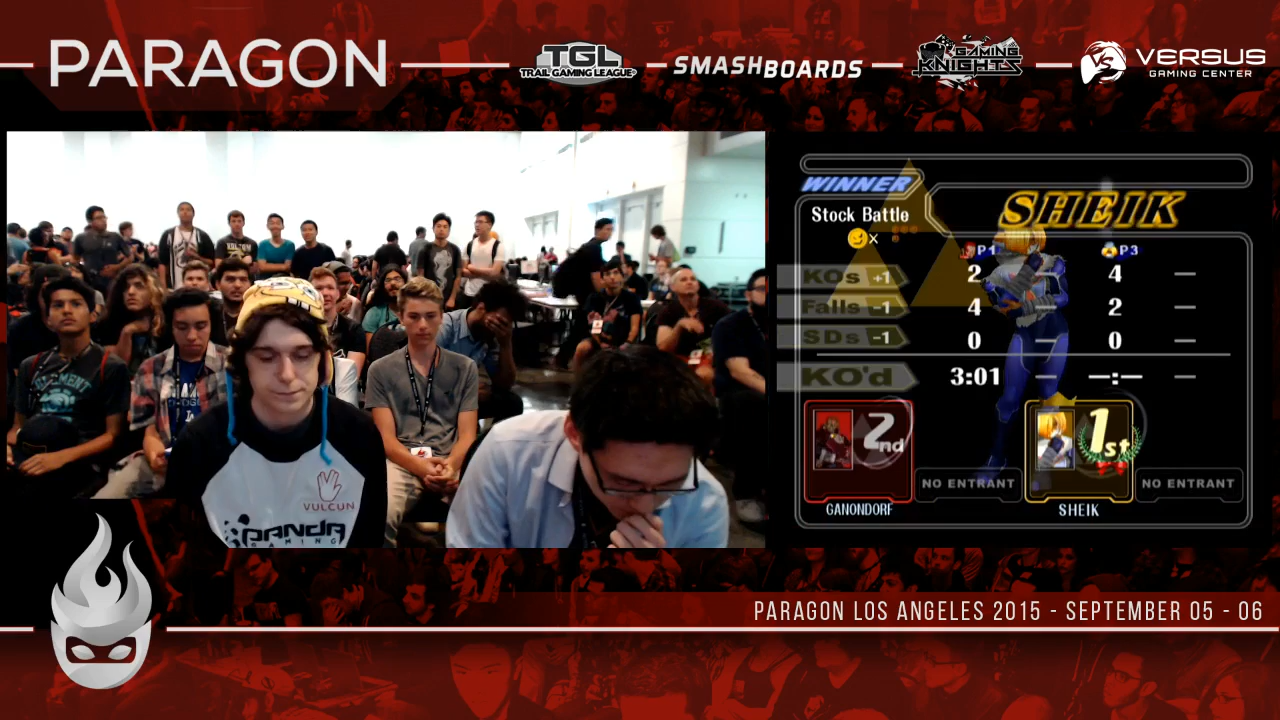 PARAGON
TGL
TRAIL GAMING LEAGUE
SMASHBOARDS
GAMING
KNIGHTS
VS
VERSUS
GAMING CENTER
WINNER
SHEIK
Stock Battle
X
P1
P3
KOs +1
2
—
4
—
Falls -1
4
—
2
—
SDs -1
0
—
0
—
KO'd
3:01
—
—:—
—
2nd
1st
NO ENTRANT
NO ENTRANT
GANONDORF
SHEIK
VULCUN
PANDA
GAMING
PARAGON LOS ANGELES 2015 - SEPTEMBER 05 - 06